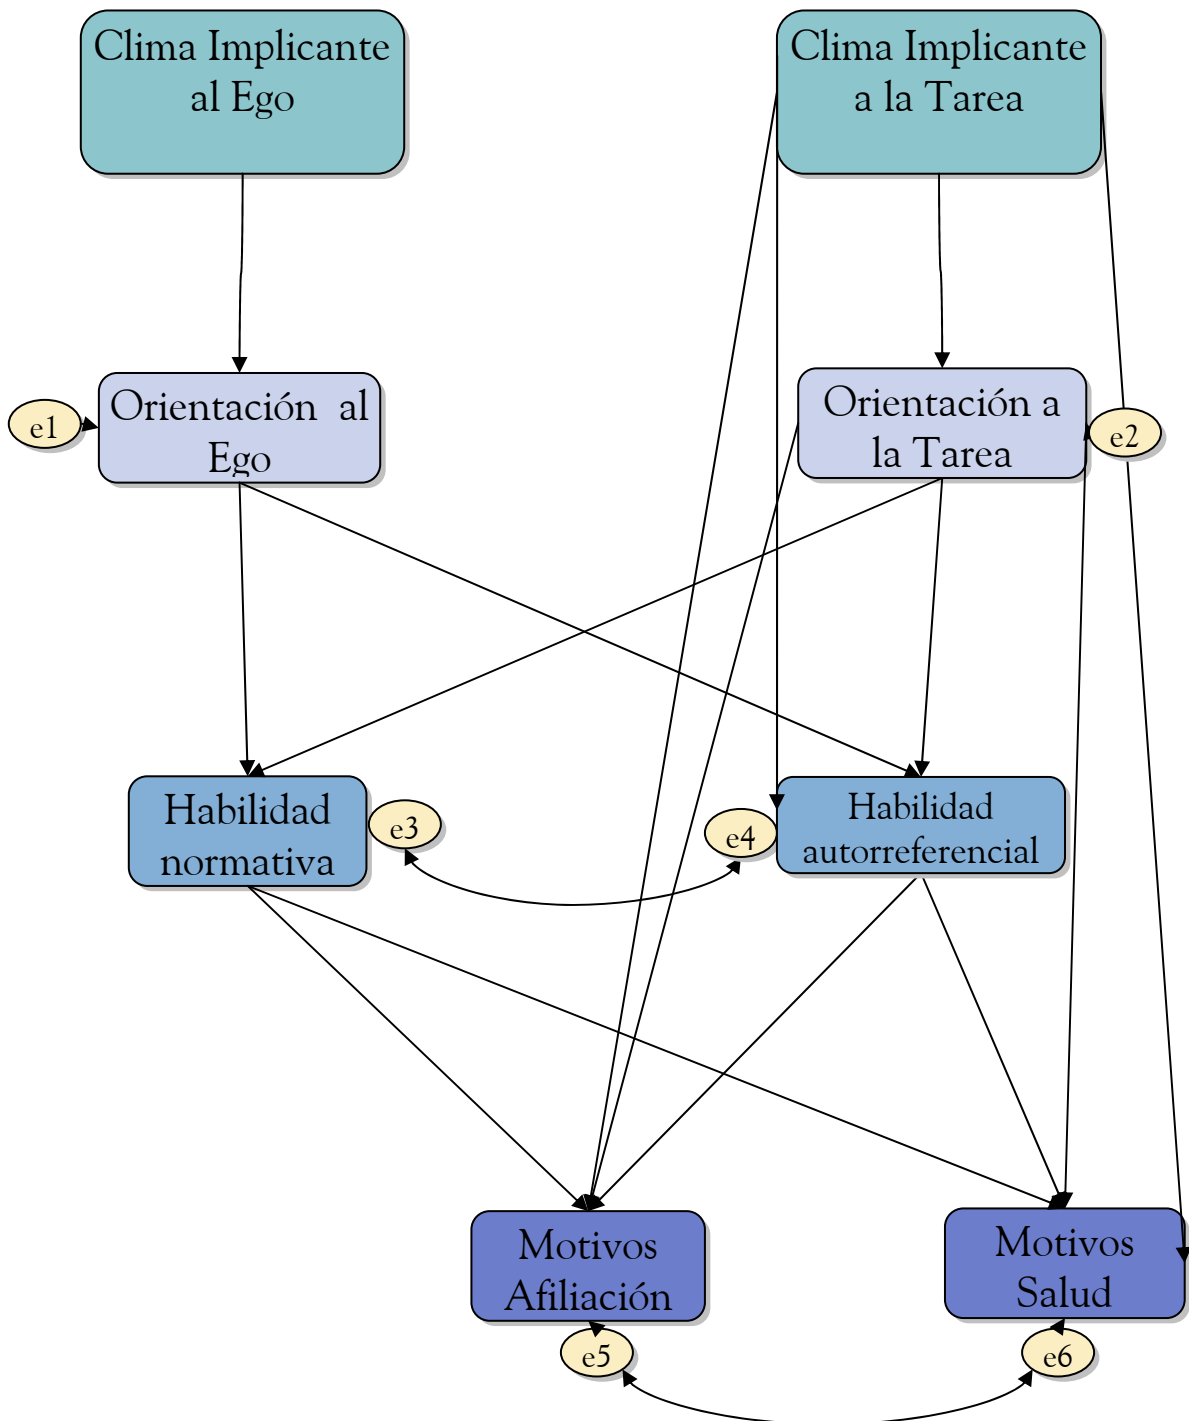 Clima Implicante
al Ego
Clima Implicante
a la Tarea
Orientación al
Ego
e1
Orientación a
la Tarea
e2
Habilidad
normativa
e3
e4
Habilidad
autorreferencial
Motivos
Afiliación
Motivos
Salud
e5
e6